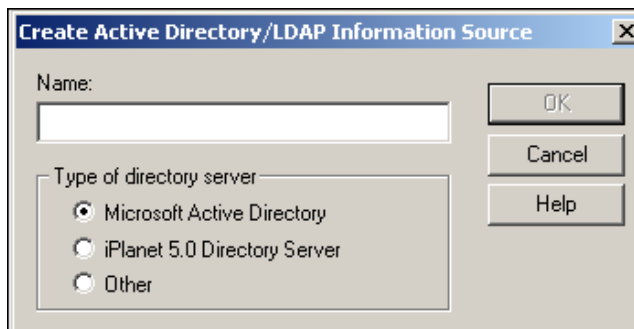 Create Active Directory/LDAP Information Source
Name:
OK
Cancel
Type of directory server
Help
Microsoft Active Directory
iPlanet 5.0 Directory Server
Other